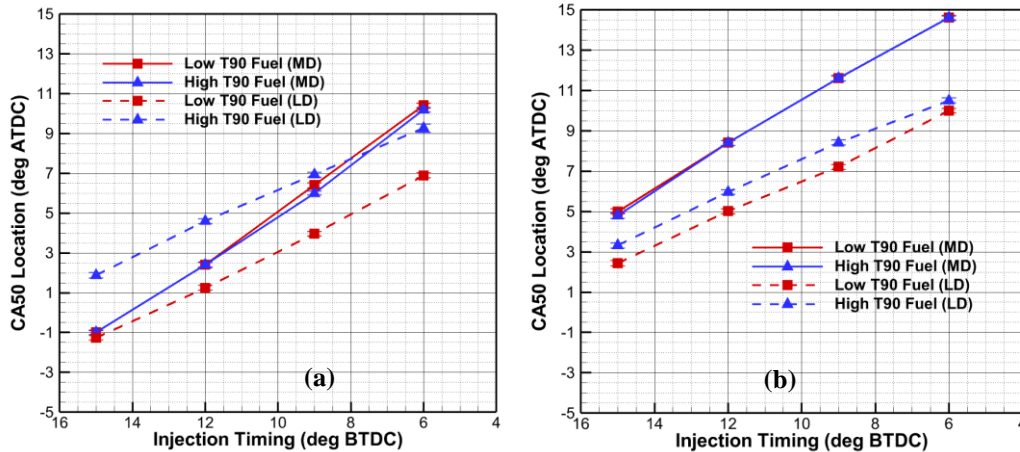 CA50 Location (deg ATDC)
15
13
11
9
7
5
3
1
-1
-3
-5
Low T90 Fuel (MD)
High T90 Fuel (MD)
Low T90 Fuel (LD)
High T90 Fuel (LD)
(a)
16
14
12
10
8
6
4
Injection Timing (deg BTDC)
CA50 Location (deg ATDC)
15
13
11
9
7
5
3
1
-1
-3
-5
Low T90 Fuel (MD)
High T90 Fuel (MD)
Low T90 Fuel (LD)
High T90 Fuel (LD)
(b)
16
14
12
10
8
6
4
Injection Timing (deg BTDC)